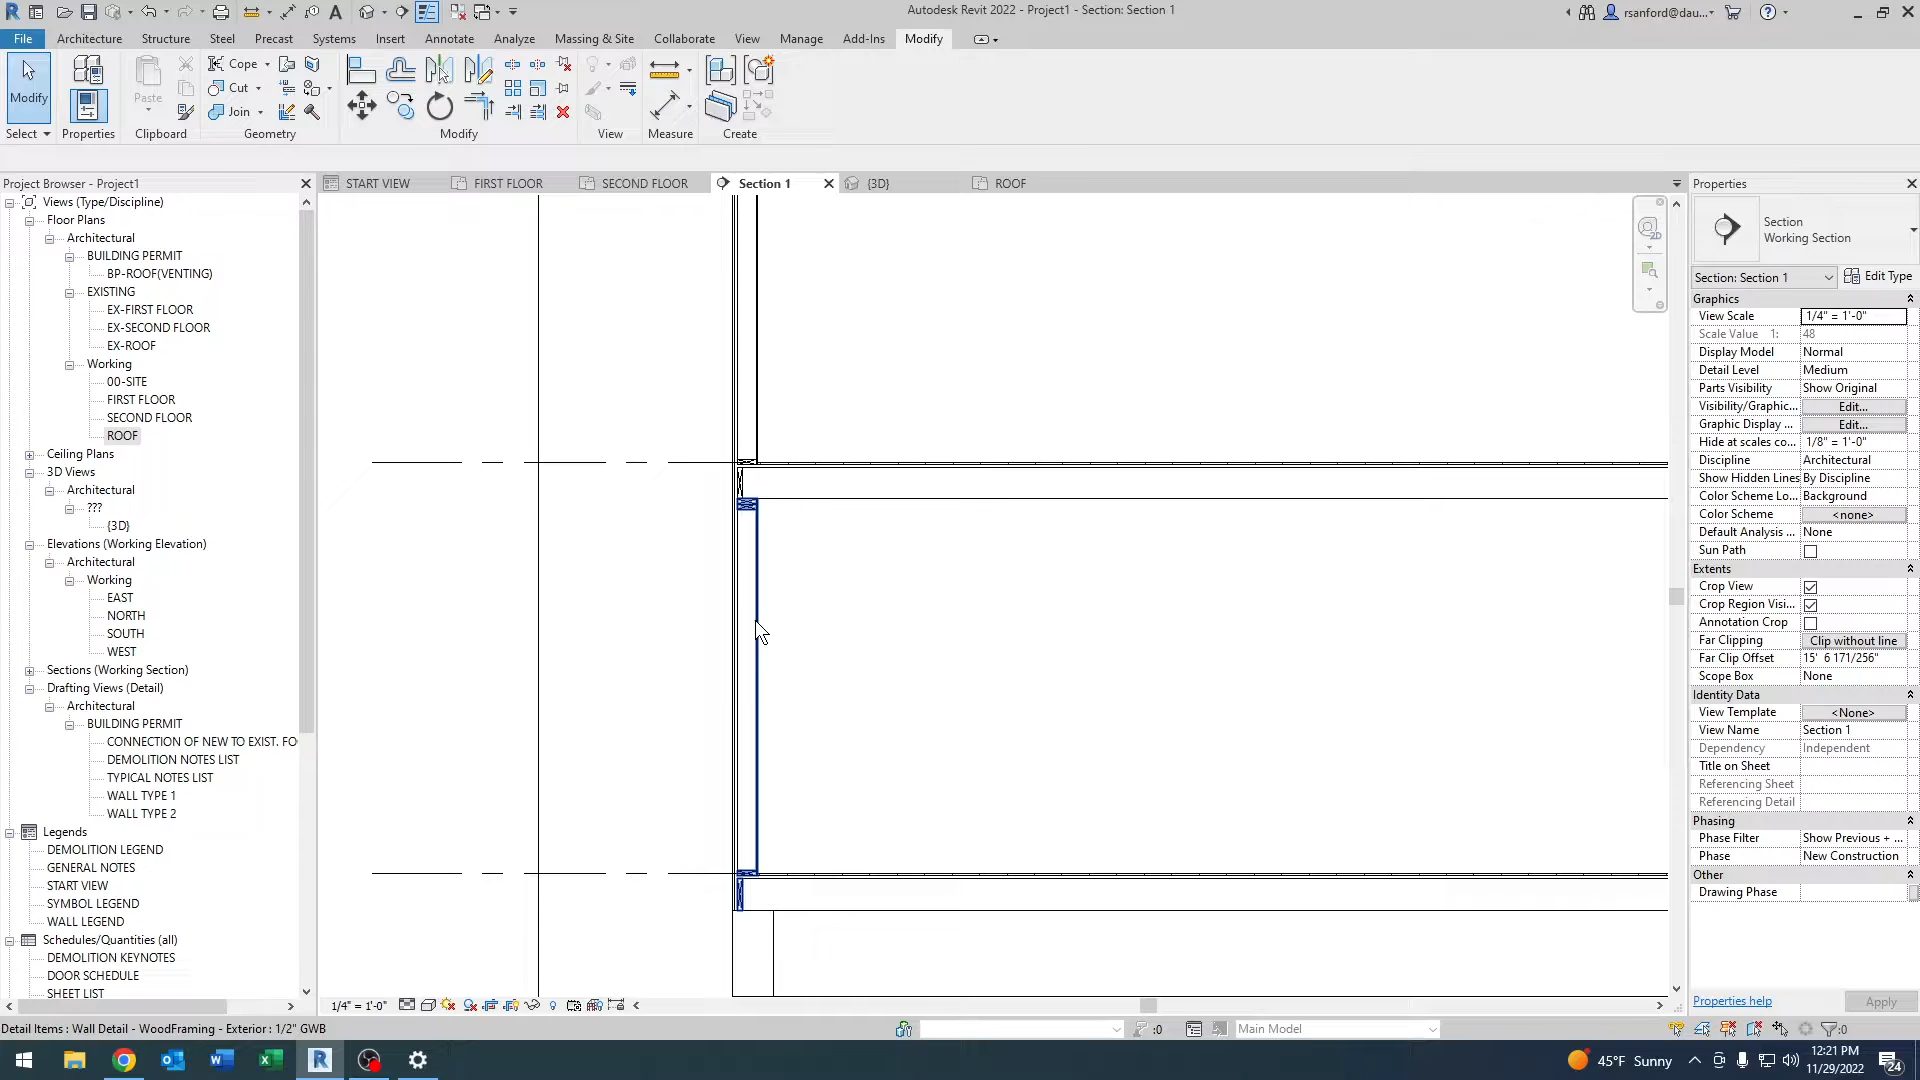 Autodesk Revit 2022 - Project1 - Section: Section 1
rsanford@dau...
File
Architecture
Structure
Steel
Precast
Systems
Insert
Annotate
Analyze
Massing & Site
Collaborate
View
Manage
Add-Ins
Modify
Modify
Paste
Cope
Cut
Join
Select
Properties
Clipboard
Geometry
Modify
View
Measure
Create
Project Browser - Project1
START VIEW
FIRST FLOOR
SECOND FLOOR
Section 1
{3D}
ROOF
Properties
Views (Type/Discipline)
Floor Plans
Architectural
BUILDING PERMIT
BP-ROOF(VENTING)
EXISTING
EX-FIRST FLOOR
EX-SECOND FLOOR
EX-ROOF
Working
00-SITE
FIRST FLOOR
SECOND FLOOR
ROOF
Ceiling Plans
3D Views
Architectural
???
{3D}
Elevations (Working Elevation)
Architectural
Working
EAST
NORTH
SOUTH
WEST
Sections (Working Section)
Drafting Views (Detail)
Architectural
BUILDING PERMIT
CONNECTION OF NEW TO EXIST. FO
DEMOLITION NOTES LIST
TYPICAL NOTES LIST
WALL TYPE 1
WALL TYPE 2
Legends
DEMOLITION LEGEND
GENERAL NOTES
START VIEW
SYMBOL LEGEND
WALL LEGEND
Schedules/Quantities (all)
DEMOLITION KEYNOTES
DOOR SCHEDULE
SHEET LIST
2D
Section
Working Section
Section: Section 1
Edit Type
Graphics
View Scale 1/4" = 1'-0"
Scale Value 1: 48
Display Model Normal
Detail Level Medium
Parts Visibility Show Original
Visibility/Graphic... Edit...
Graphic Display ... Edit...
Hide at scales co... 1/8" = 1'-0"
Discipline Architectural
Show Hidden Lines By Discipline
Color Scheme Lo... Background
Color Scheme <none>
Default Analysis ... None
Sun Path
Extents
Crop View
Crop Region Visi...
Annotation Crop
Far Clipping Clip without line
Far Clip Offset 15' 6 171/256"
Scope Box None
Identity Data
View Template <None>
View Name Section 1
Dependency Independent
Title on Sheet
Referencing Sheet
Referencing Detail
Phasing
Phase Filter Show Previous + ...
Phase New Construction
Other
Drawing Phase
Properties help
Apply
1/4" = 1'-0"
Detail Items : Wall Detail - WoodFraming - Exterior : 1/2" GWB
:0
Main Model
:0
45°F Sunny
12:21 PM
11/29/2022
24